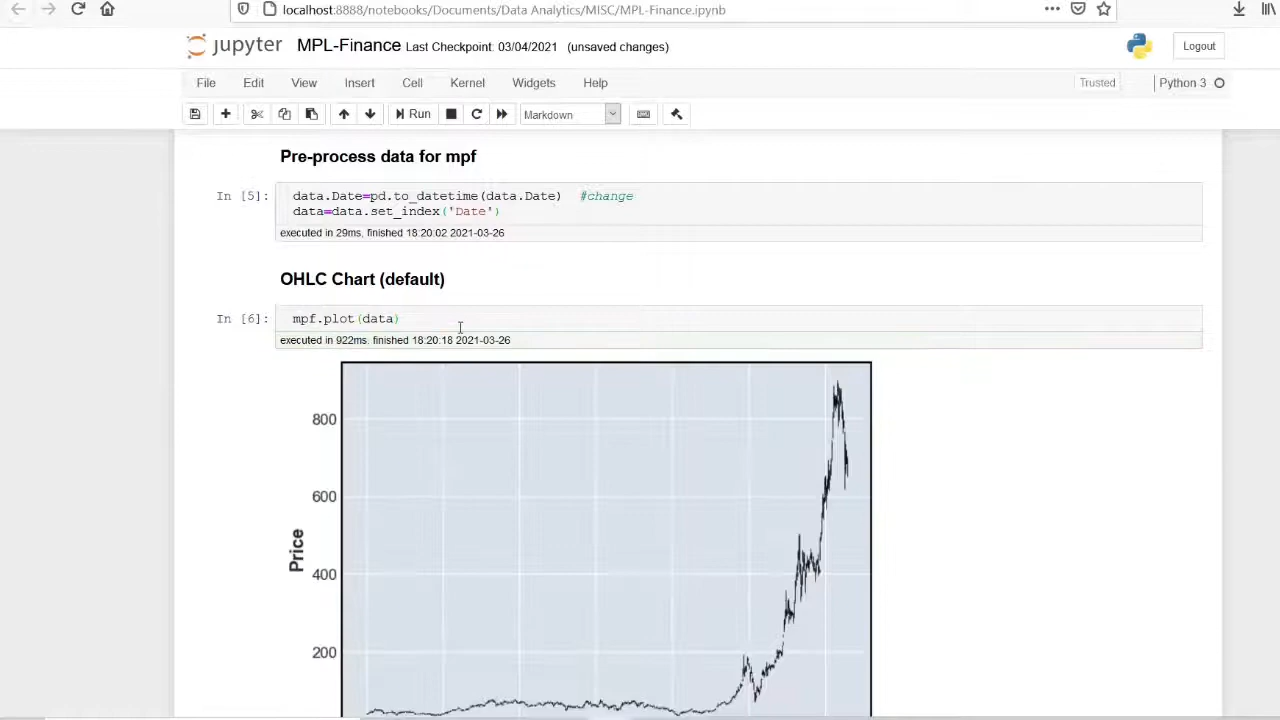 localhost:8888/notebooks/Documents/Data Analytics/MISC/MPL-Finance.ipynb
jupyter MPL-Finance Last Checkpoint: 03/04/2021 (unsaved changes)
Logout
File Edit View Insert Cell Kernel Widgets Help
Trusted
Python 3
Run
Markdown
Pre-process data for mpf
In [5]:
data.Date=pd.to_datetime(data.Date) #change
data=data.set_index('Date')
executed in 29ms, finished 18:20:02 2021-03-26
OHLC Chart (default)
In [6]:
mpf.plot(data)
executed in 922ms, finished 18:20:18 2021-03-26
800
600
400
200
Price